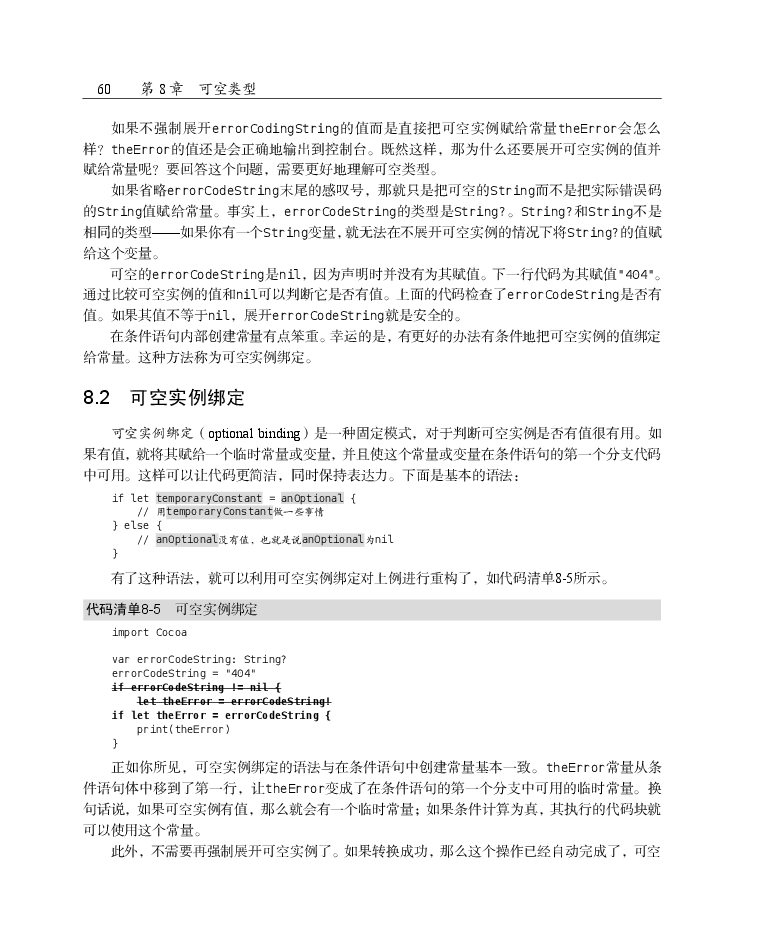 60 第 8 章 可空类型
如果不强制展开errorCodingString的值而是直接把可空实例赋给常量theError会怎么
样？theError的值还是会正确地输出到控制台。既然这样，那为什么还要展开可空实例的值并
赋给常量呢？要回答这个问题，需要更好地理解可空类型。
如果省略errorCodeString末尾的感叹号，那就只是把可空的String而不是把实际错误码
的String值赋给常量。事实上，errorCodeString的类型是String?。String?和String不是
相同的类型——如果你有一个String变量，就无法在不展开可空实例的情况下将String?的值赋
给这个变量。
可空的errorCodeString是nil，因为声明时并没有为其赋值。下一行代码为其赋值"404"。
通过比较可空实例的值和nil可以判断它是否有值。上面的代码检查了errorCodeString是否有
值。如果其值不等于nil，展开errorCodeString就是安全的。
在条件语句内部创建常量有点笨重。幸运的是，有更好的办法有条件地把可空实例的值绑定
给常量。这种方法称为可空实例绑定。
8.2 可空实例绑定
可空实例绑定（optional binding）是一种固定模式，对于判断可空实例是否有值很有用。如
果有值，就将其赋给一个临时常量或变量，并且使这个常量或变量在条件语句的第一个分支代码
中可用。这样可以让代码更简洁，同时保持表达力。下面是基本的语法：
if let temporaryConstant = anOptional {
// 用temporaryConstant做一些事情
} else {
// anOptional没有值、也就是说anOptional为nil
}
有了这种语法，就可以利用可空实例绑定对上例进行重构了，如代码清单8-5所示。
代码清单8-5 可空实例绑定
import Cocoa
var errorCodeString: String?
errorCodeString = "404"
if errorCodeString != nil {
let theError = errorCodeString!
if let theError = errorCodeString {
print(theError)
}
正如你所见，可空实例绑定的语法与在条件语句中创建常量基本一致。theError常量从条
件语句体中移到了第一行，让theError变成了在条件语句的第一个分支中可用的临时常量。换
句话说，如果可空实例有值，那么就会有一个临时常量；如果条件计算为真，其执行的代码块就
可以使用这个常量。
此外，不需要再强制展开可空实例了。如果转换成功，那么这个操作已经自动完成了，可空